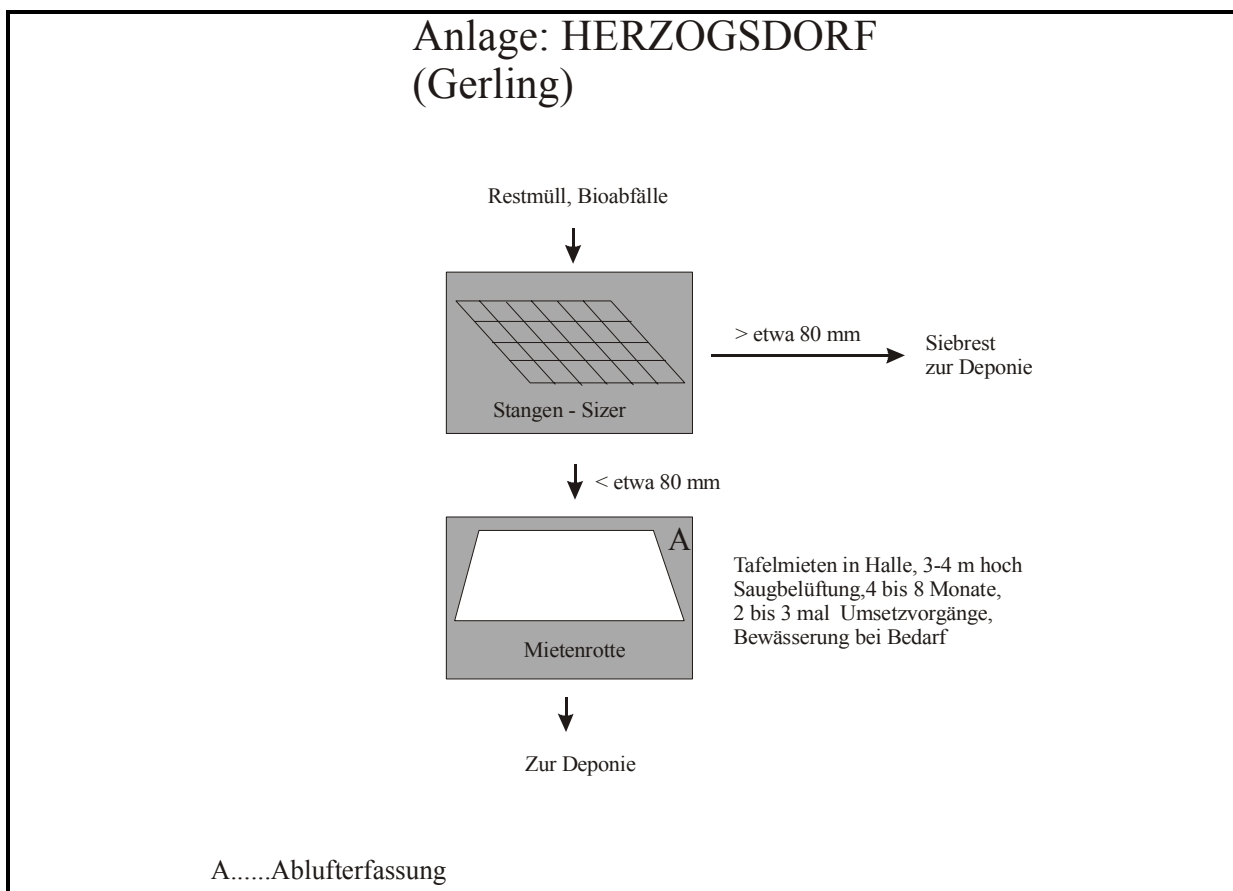 Anlage: HERZOGSDORF
(Gerling)
Restmüll, Bioabfälle
> etwa 80 mm
Siebrest
zur Deponie
Stangen - Sizer
< etwa 80 mm
A
Tafelmieten in Halle, 3-4 m hoch
Saugbelüftung,4 bis 8 Monate,
2 bis 3 mal Umsetzvorgänge,
Bewässerung bei Bedarf
Mietenrotte
Zur Deponie
A......Ablufterfassung